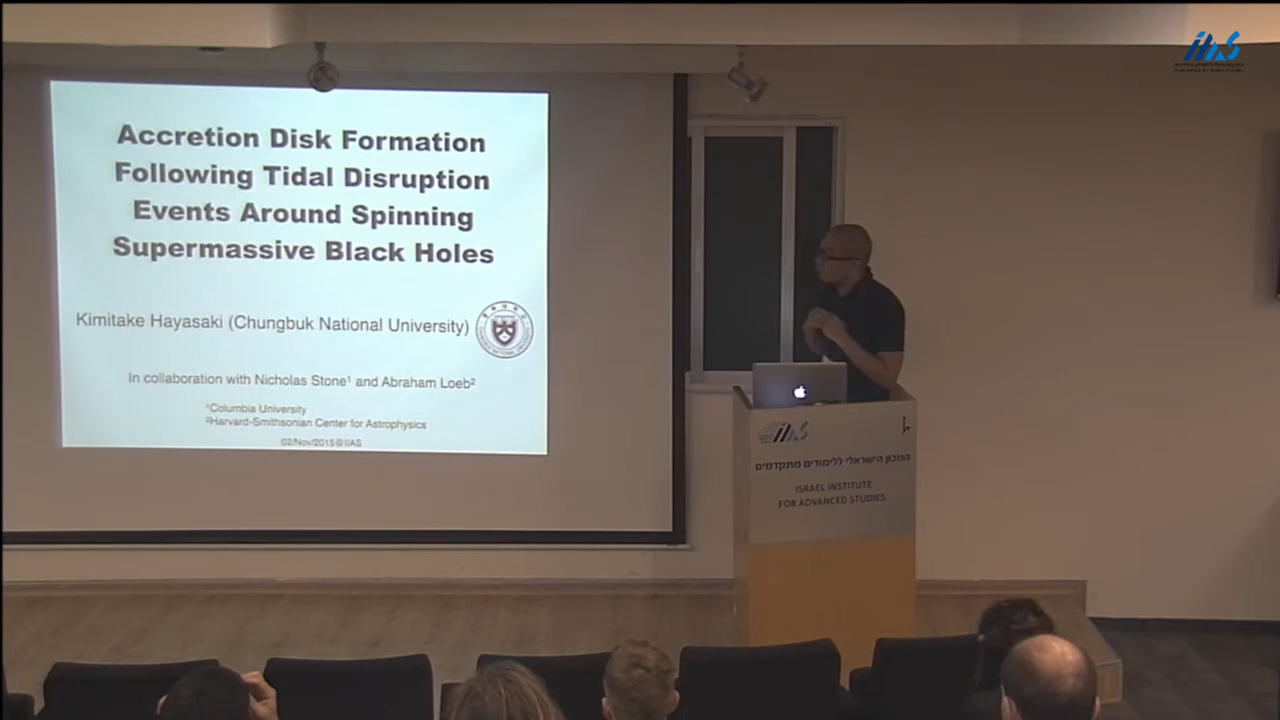 Accretion Disk Formation
Following Tidal Disruption
Events Around Spinning
Supermassive Black Holes
Kimitake Hayasaki (Chungbuk National University)
In collaboration with Nicholas Stone¹ and Abraham Loeb²
¹Columbia University
²Harvard-Smithsonian Center for Astrophysics
02/Nov/2015@IIAS
iias
iias
המכון הישראלי ללימודים מתקדמים
ISRAEL INSTITUTE
FOR ADVANCED STUDIES